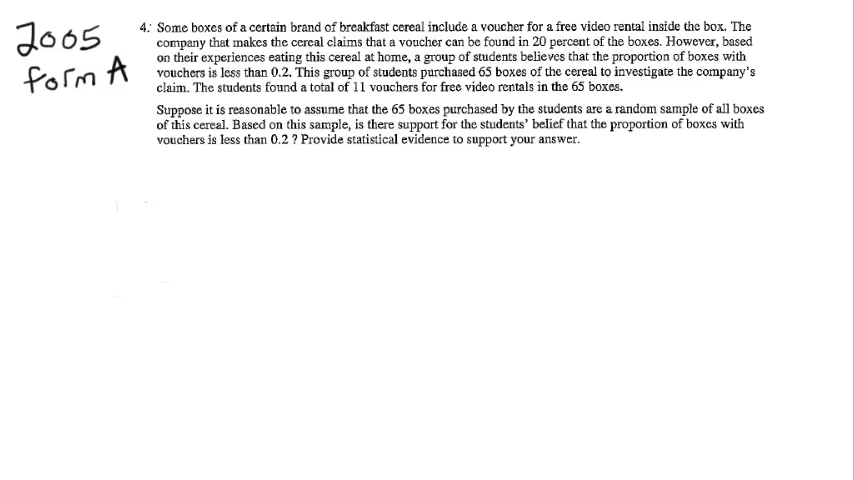 2005
form A
4. Some boxes of a certain brand of breakfast cereal include a voucher for a free video rental inside the box. The
company that makes the cereal claims that a voucher can be found in 20 percent of the boxes. However, based
on their experiences eating this cereal at home, a group of students believes that the proportion of boxes with
vouchers is less than 0.2. This group of students purchased 65 boxes of the cereal to investigate the company's
claim. The students found a total of 11 vouchers for free video rentals in the 65 boxes.
Suppose it is reasonable to assume that the 65 boxes purchased by the students are a random sample of all boxes
of this cereal. Based on this sample, is there support for the students' belief that the proportion of boxes with
vouchers is less than 0.2 ? Provide statistical evidence to support your answer.